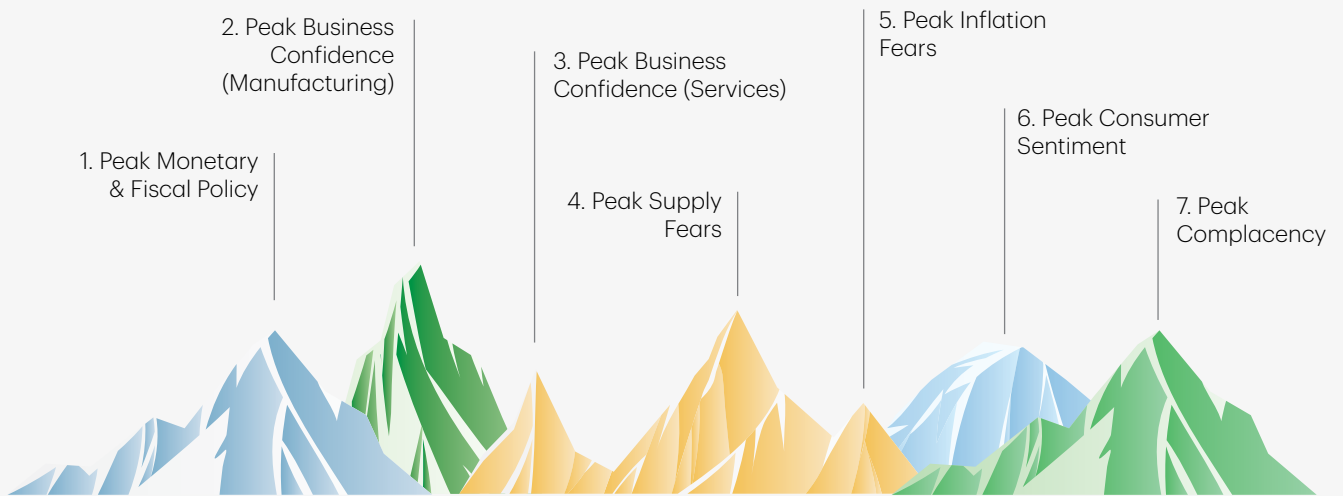 1. Peak Monetary
& Fiscal Policy
2. Peak Business
Confidence
(Manufacturing)
3. Peak Business
Confidence (Services)
4. Peak Supply
Fears
5. Peak Inflation
Fears
6. Peak Consumer
Sentiment
7. Peak
Complacency